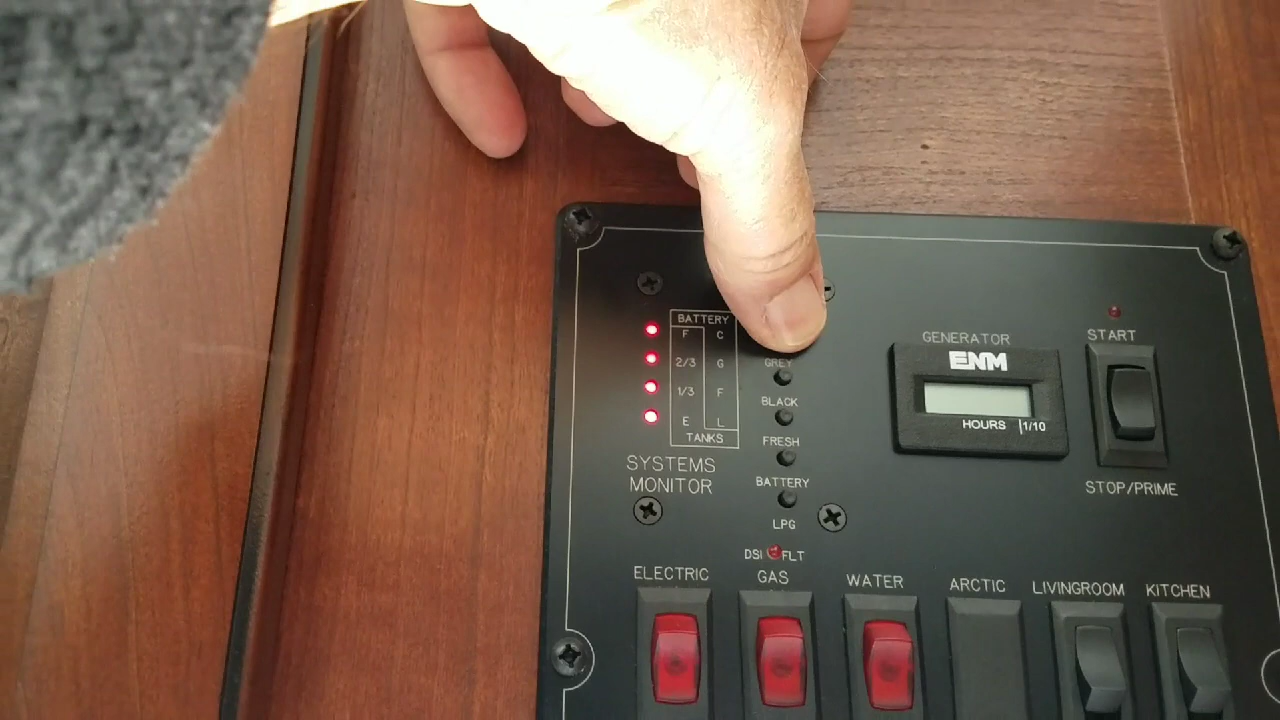 BATTERY
F C
2/3 G
1/3 F
E L
TANKS
SYSTEMS
MONITOR
GREY
BLACK
FRESH
BATTERY
LPG
DSI FLT
GENERATOR
ENM
HOURS 1/10
START
STOP/PRIME
ELECTRIC
GAS
WATER
ARCTIC
LIVINGROOM
KITCHEN